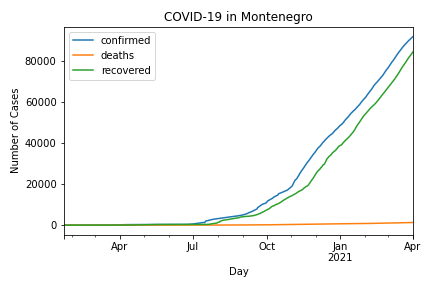 COVID-19 in Montenegro
confirmed
deaths
recovered
Number of Cases
80000
60000
40000
20000
0
Apr
Jul
Oct
Jan
2021
Apr
Day